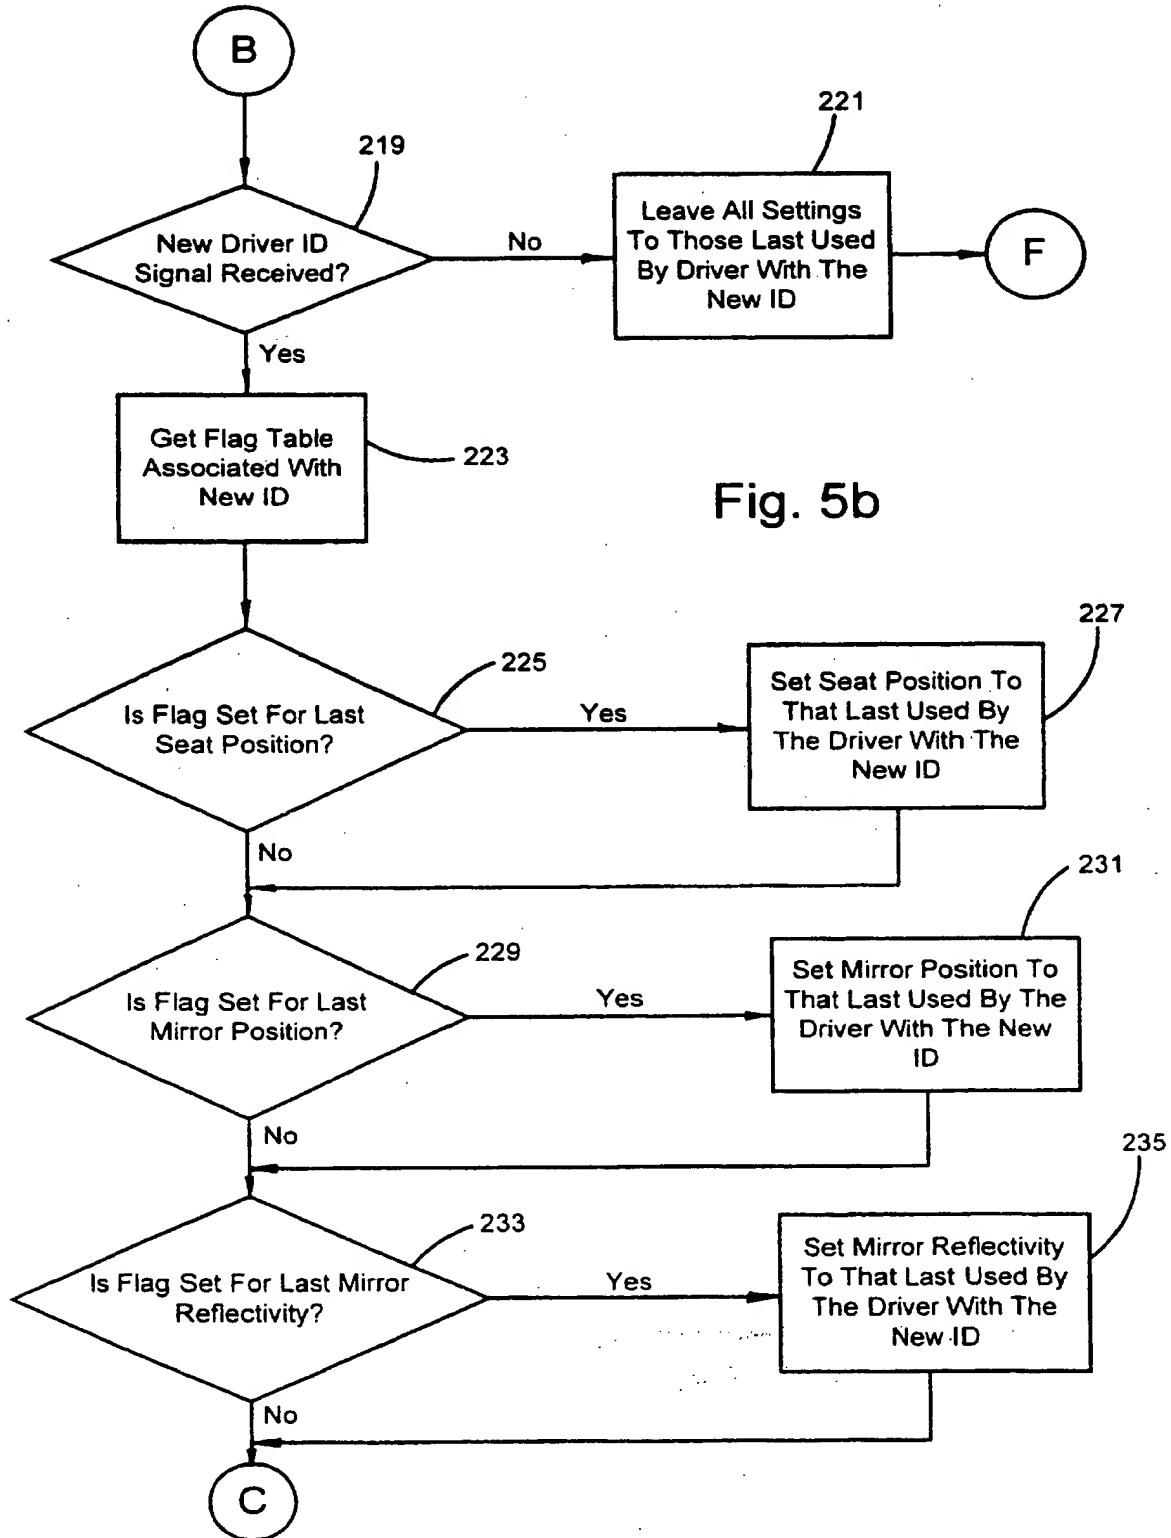 B
219
221
New Driver ID
Signal Received?
No
Leave All Settings
To Those Last Used
By Driver With The
New ID
F
Yes
Get Flag Table
Associated With
New ID
223
Fig. 5b
225
227
Is Flag Set For Last
Seat Position?
Yes
Set Seat Position To
That Last Used By
The Driver With The
New ID
No
229
231
Is Flag Set For Last
Mirror Position?
Yes
Set Mirror Position To
That Last Used By The
Driver With The New
ID
No
233
235
Is Flag Set For Last Mirror
Reflectivity?
Yes
Set Mirror Reflectivity
To That Last Used By
The Driver With The
New ID
No
C